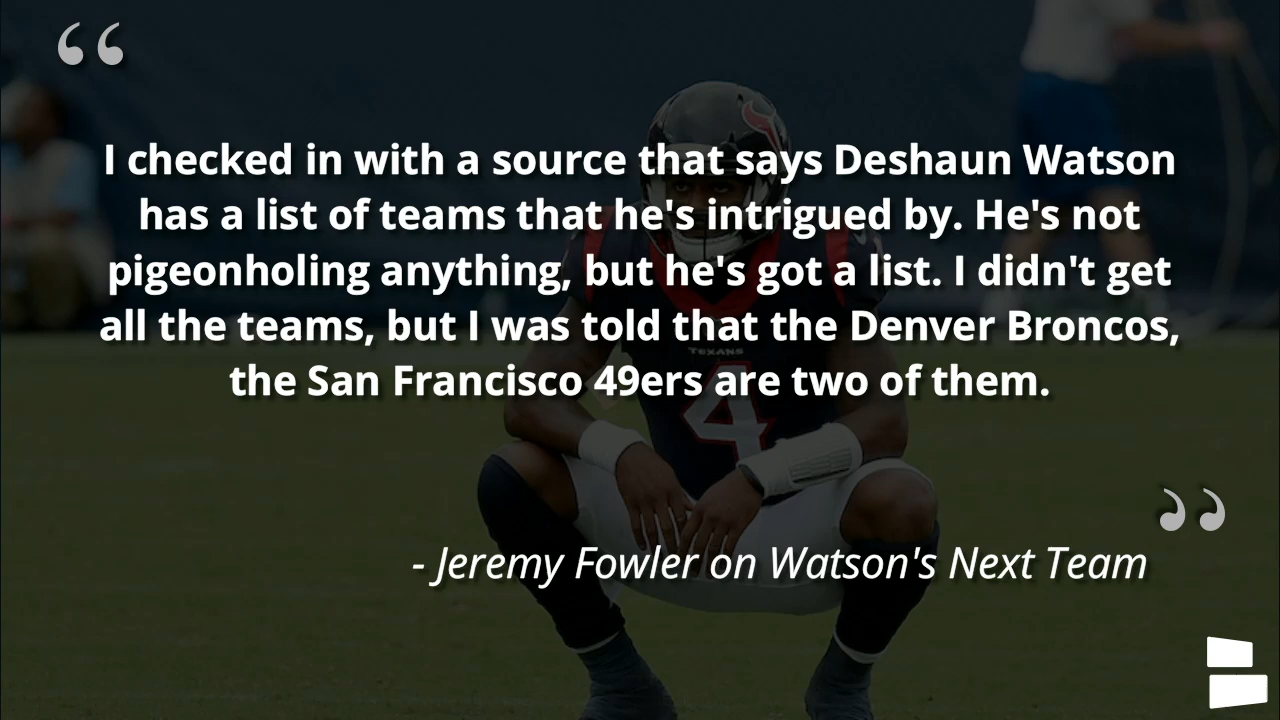 “
I checked in with a source that says Deshaun Watson
has a list of teams that he's intrigued by. He's not
pigeonholing anything, but he's got a list. I didn't get
all the teams, but I was told that the Denver Broncos,
the San Francisco 49ers are two of them.
”
- Jeremy Fowler on Watson's Next Team
TEXANS
4